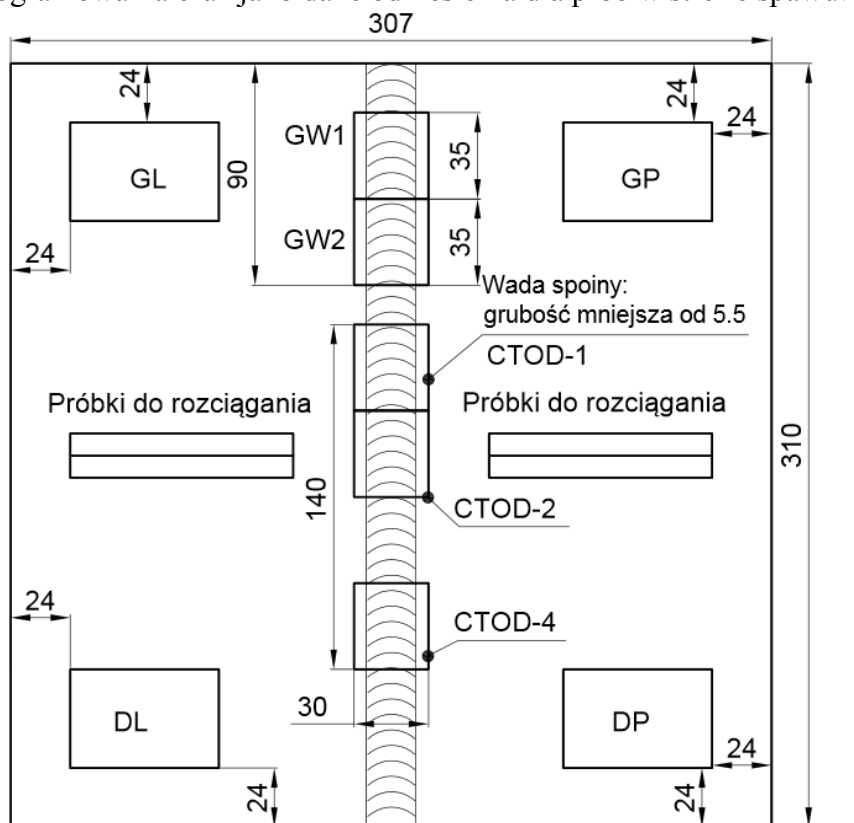 307
24
24
24
GW1
35
90
GL
GP
GW2
35
24
Wada spoiny:
grubość mniejsza od 5.5
CTOD-1
Próbki do rozciągania
Próbki do rozciągania
310
140
CTOD-2
24
CTOD-4
30
DL
DP
24
24
24